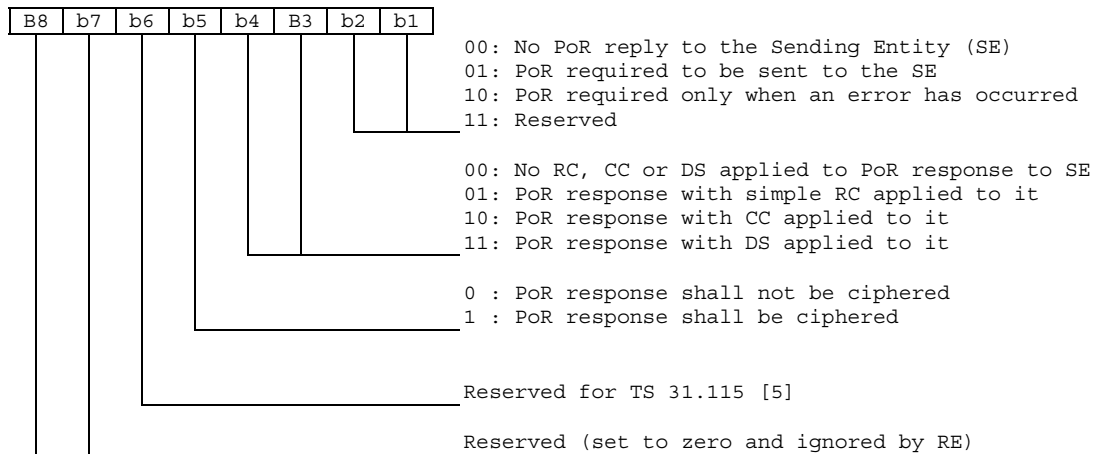 B8 b7 b6 b5 b4 B3 b2 b1
00: No PoR reply to the Sending Entity (SE)
01: PoR required to be sent to the SE
10: PoR required only when an error has occurred
11: Reserved
00: No RC, CC or DS applied to PoR response to SE
01: PoR response with simple RC applied to it
10: PoR response with CC applied to it
11: PoR response with DS applied to it
0 : PoR response shall not be ciphered
1 : PoR response shall be ciphered
Reserved for TS 31.115 [5]
Reserved (set to zero and ignored by RE)